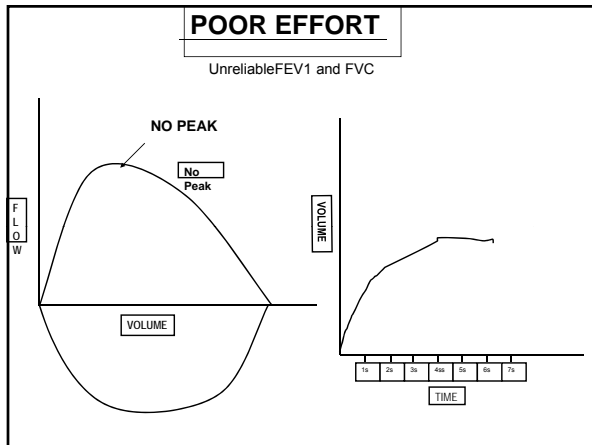 POOR EFFORT
UnreliableFEV1 and FVC
NO PEAK
No
Peak
F
L
O
W
VOLUME
VOLUME
1s 2s 3s 4ss 5s 6s 7s
TIME